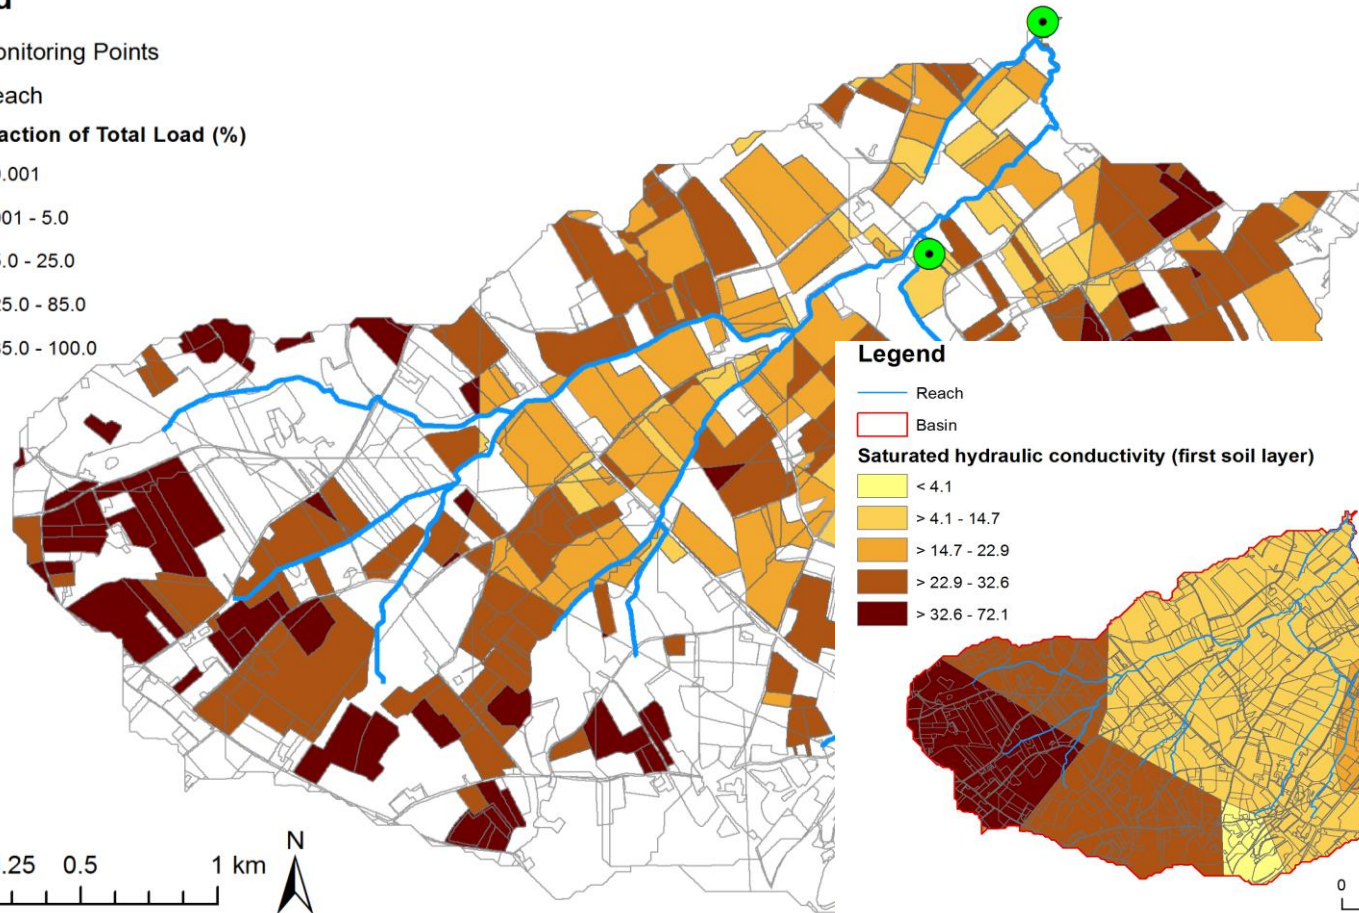 d
onitoring Points
each
action of Total Load (%)
0.001
001 - 5.0
5.0 - 25.0
25.0 - 85.0
85.0 - 100.0
Legend
Reach
Basin
Saturated hydraulic conductivity (first soil layer)
< 4.1
> 4.1 - 14.7
> 14.7 - 22.9
> 22.9 - 32.6
> 32.6 - 72.1
.25 0.5 1 km
N
0